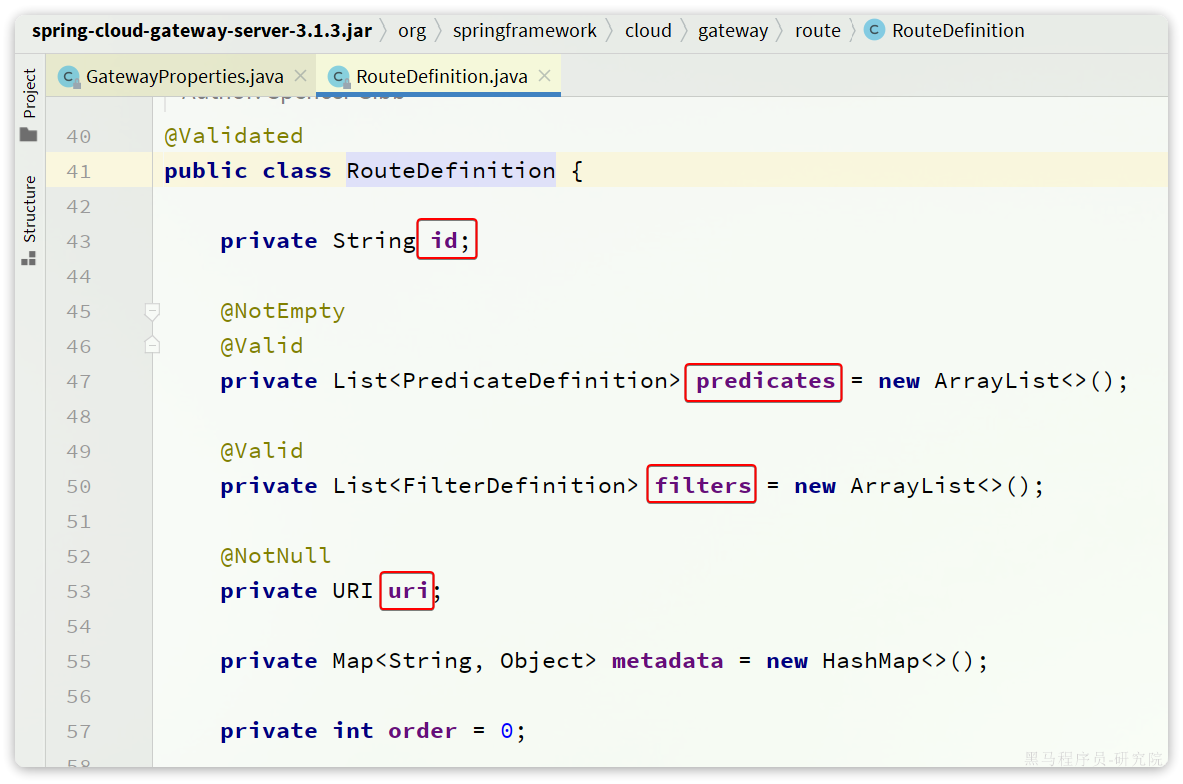 spring-cloud-gateway-server-3.1.3.jar org springframework cloud gateway route C RouteDefinition
Project
Structure
C GatewayProperties.java × C RouteDefinition.java ×
40 @Validated
41 public class RouteDefinition {
42
43 private String id;
44
45 @NotEmpty
46 @Valid
47 private List<PredicateDefinition> predicates = new ArrayList<>();
48
49 @Valid
50 private List<FilterDefinition> filters = new ArrayList<>();
51
52 @NotNull
53 private URI uri;
54
55 private Map<String, Object> metadata = new HashMap<>();
56
57 private int order = 0;
58
黑马程序员-研究院